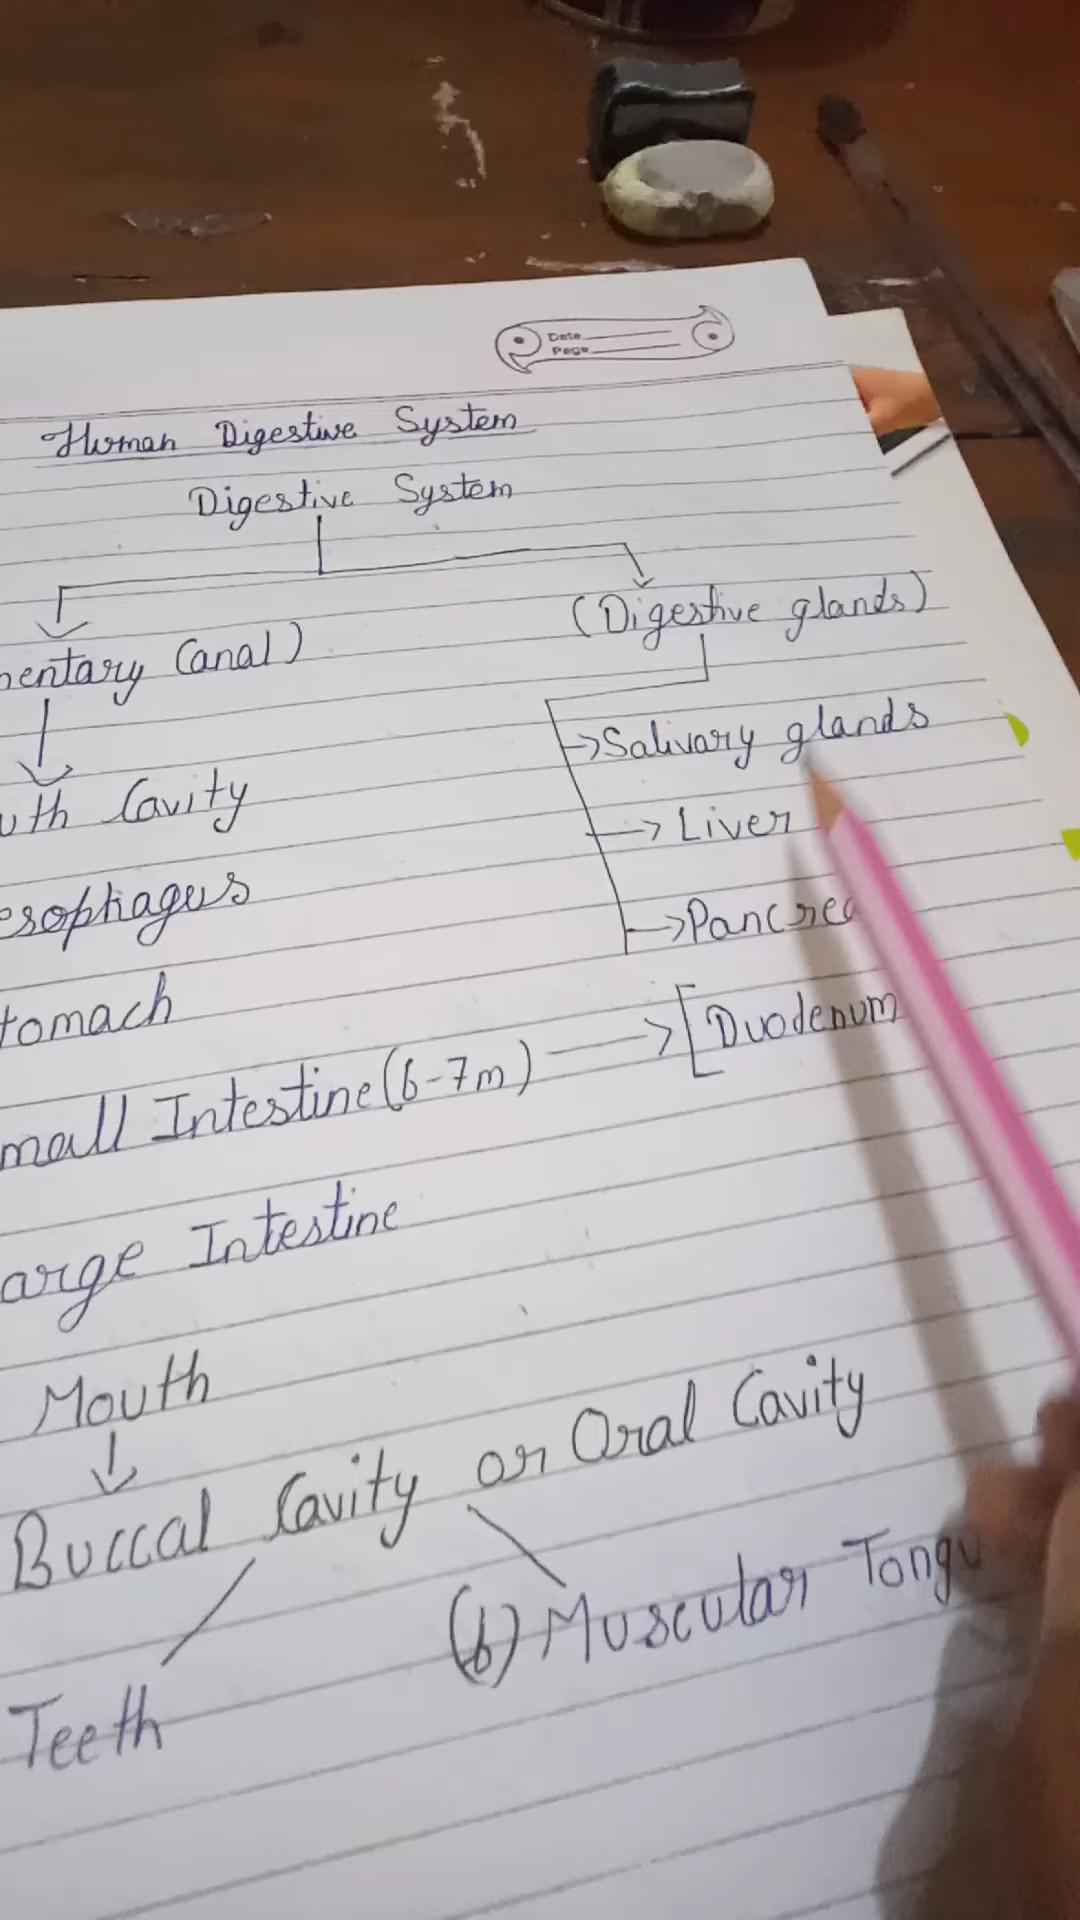 Date
Page
Human Digestive System
Digestive System
mentary Canal) (Digestive glands)
uth Cavity →Salivary glands
→Liver
esophagus →Pancrea
tomach
mall Intestine (6-7m) → [Duodenum
arge Intestine
Mouth
Buccal Cavity or Oral Cavity
Teeth (b) Muscular Tongu